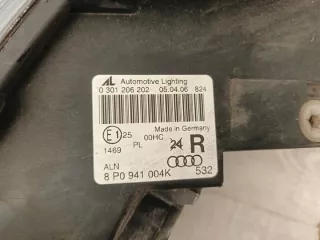 AL Automotive Lighting
0 301 206 202 05.04.06 824
Made in Germany
E1 25 00HC
1469 PL 24 R
ALN
8 P0 941 004K 532